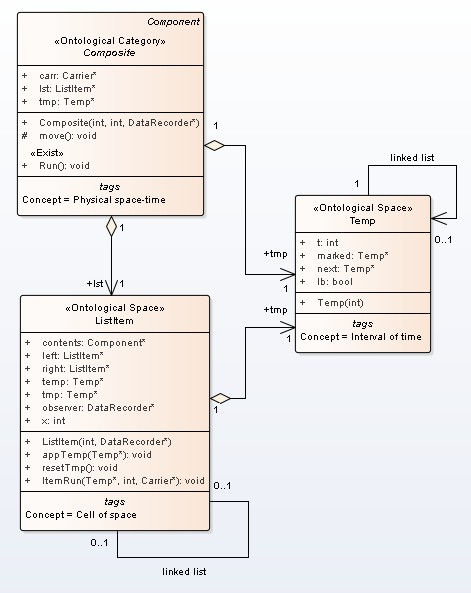 Component
«Ontological Category»
Composite
+ carr: Carrier*
+ lst: ListItem*
+ tmp: Temp*
+ Composite(int, int, DataRecorder*)
# move(): void
«Exist»
+ Run(): void
tags
Concept = Physical space-time
1
1
+tmp
1
+lst
1
linked list
1
0..1
«Ontological Space»
Temp
+ t: int
+ marked: Temp*
+ next: Temp*
+ lb: bool
+ Temp(int)
tags
Concept = Interval of time
«Ontological Space»
ListItem
+ contents: Component*
+ left: ListItem*
+ right: ListItem*
+ temp: Temp*
+ tmp: Temp*
+ observer: DataRecorder*
+ x: int
+ ListItem(int, DataRecorder*)
+ appTemp(Temp*): void
+ resetTmp(): void
+ ItemRun(Temp*, int, Carrier*): void
tags
Concept = Cell of space
+tmp
1
1
0..1
0..1
linked list